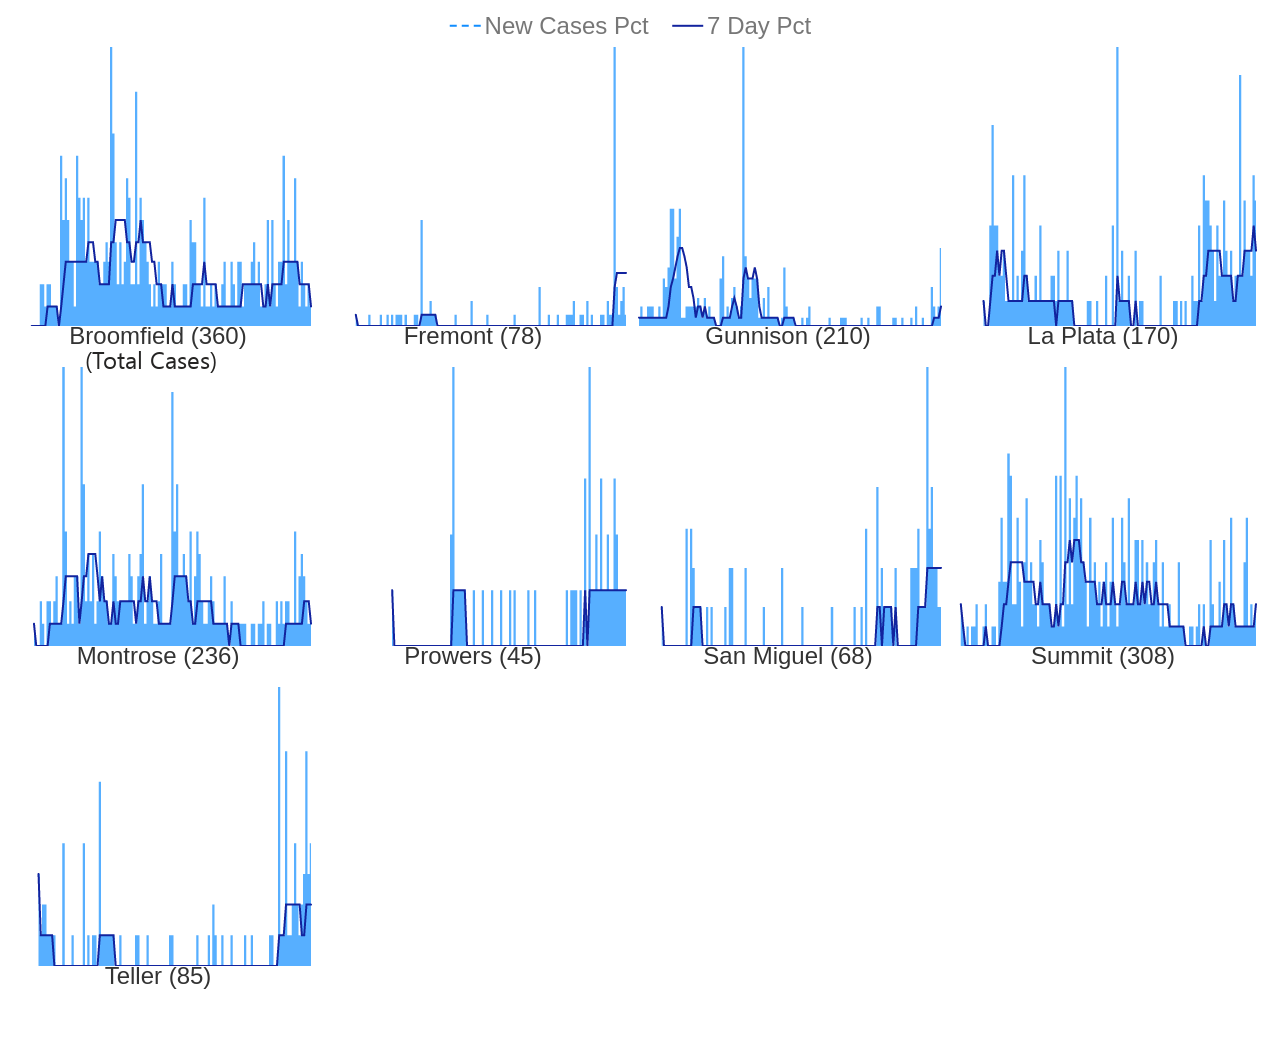 New Cases Pct 7 Day Pct
Broomfield (360)
(Total Cases)
Fremont (78)
Gunnison (210)
La Plata (170)
Montrose (236)
Prowers (45)
San Miguel (68)
Summit (308)
Teller (85)